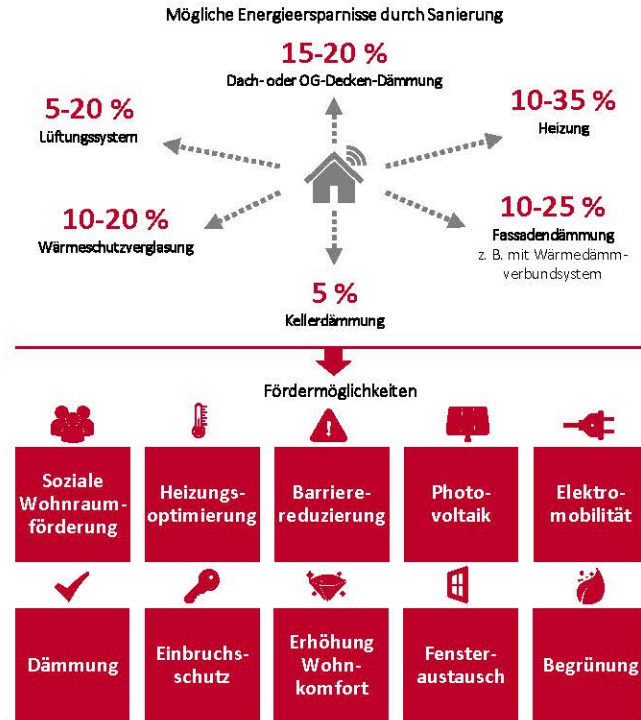 Mögliche Energieersparnisse durch Sanierung
15-20 %
Dach- oder OG-Decken-Dämmung
5-20 %
Lüftungssystem
10-35 %
Heizung
10-20 %
Wärmeschutzverglasung
10-25 %
Fassadendämmung
z. B. mit Wärmedämm-
verbundsystem
5 %
Kellerdämmung
Fördermöglichkeiten
Soziale
Wohnraum-
förderung
Heizungs-
optimierung
Barriere-
reduzierung
Photo-
voltaik
Elektro-
mobilität
Dämmung
Einbruchs-
schutz
Erhöhung
Wohn-
komfort
Fenster-
austausch
Begrünung